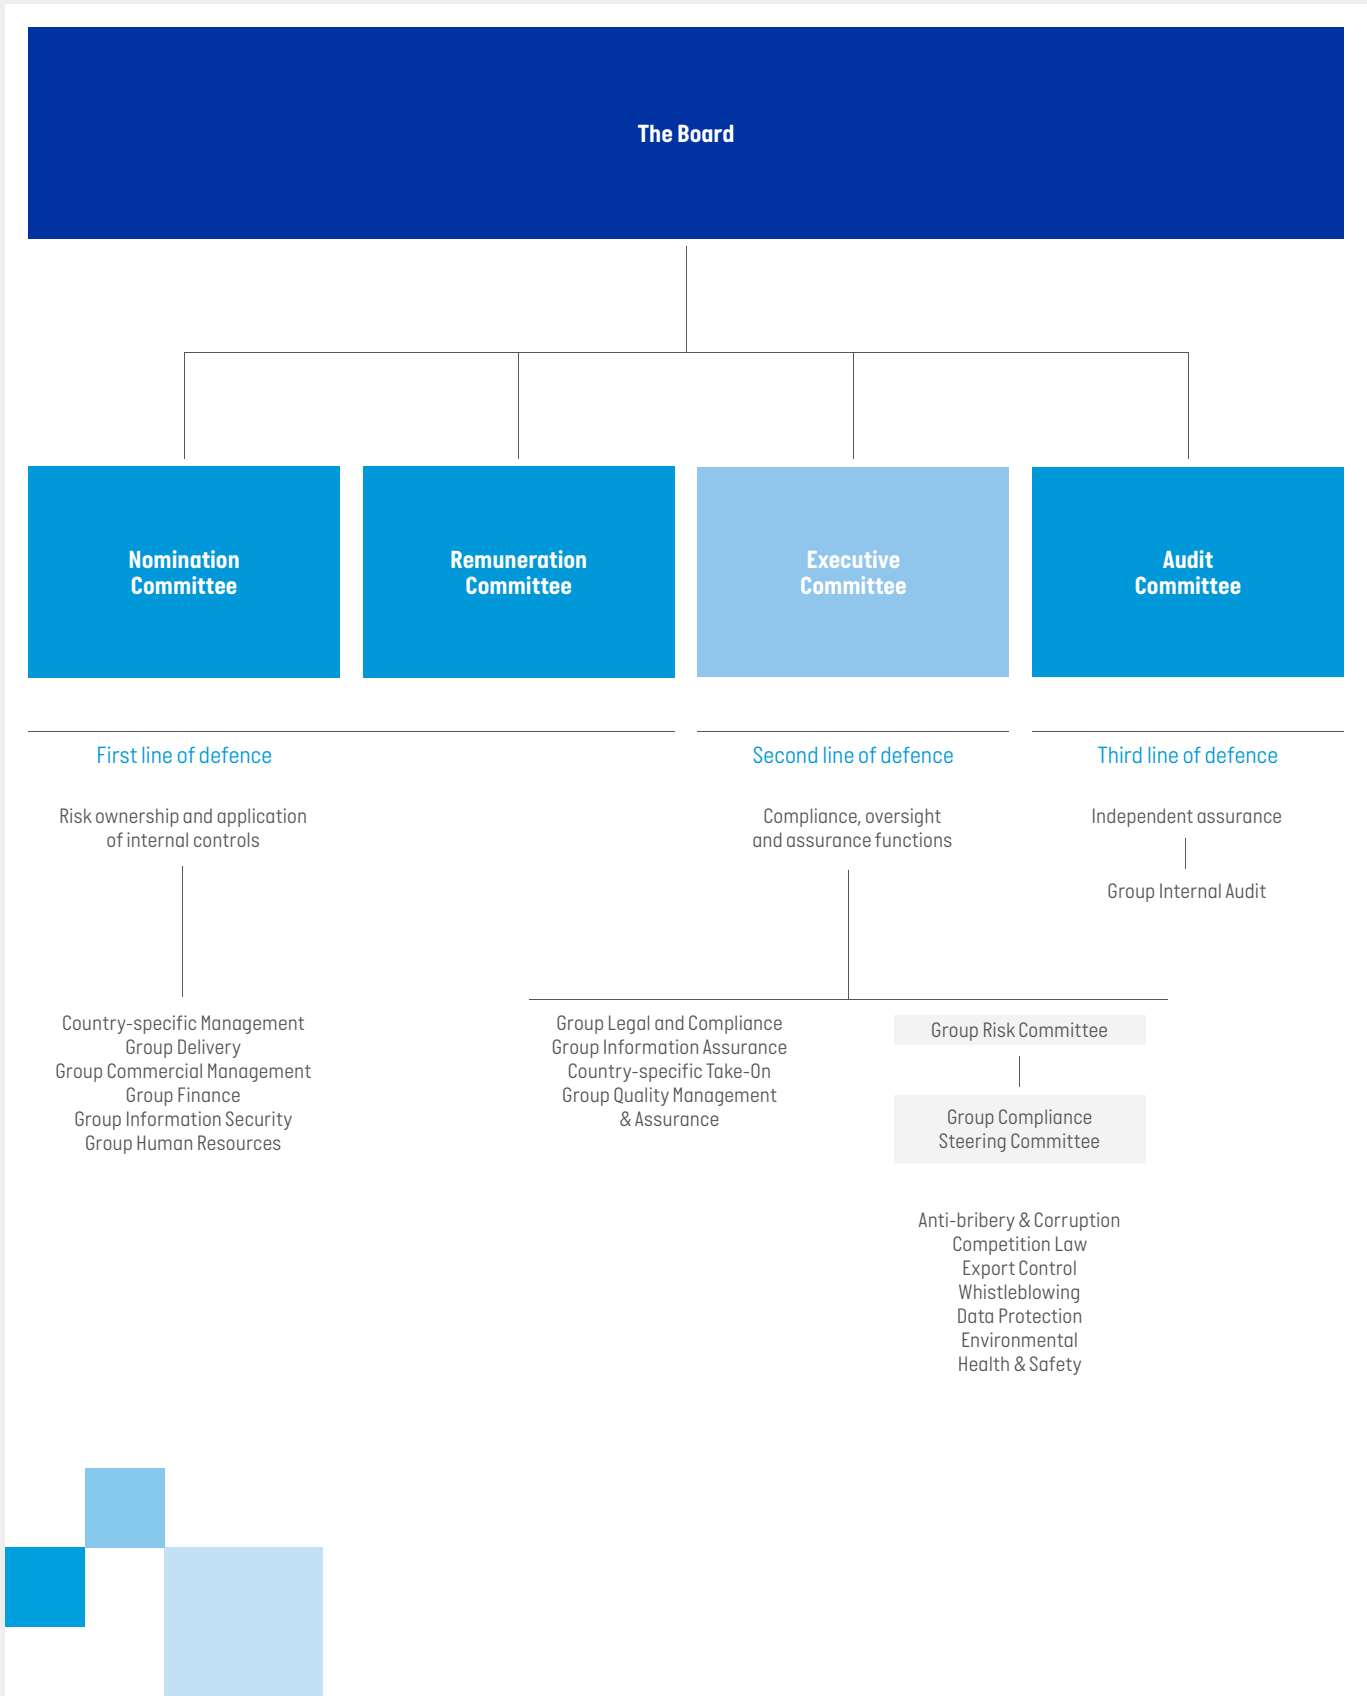 The Board
Nomination
Committee
Remuneration
Committee
Executive
Committee
Audit
Committee
First line of defence
Risk ownership and application
of internal controls
Country-specific Management
Group Delivery
Group Commercial Management
Group Finance
Group Information Security
Group Human Resources
Second line of defence
Compliance, oversight
and assurance functions
Group Legal and Compliance
Group Information Assurance
Country-specific Take-On
Group Quality Management
& Assurance
Group Risk Committee
Group Compliance
Steering Committee
Anti-bribery & Corruption
Competition Law
Export Control
Whistleblowing
Data Protection
Environmental
Health & Safety
Third line of defence
Independent assurance
Group Internal Audit